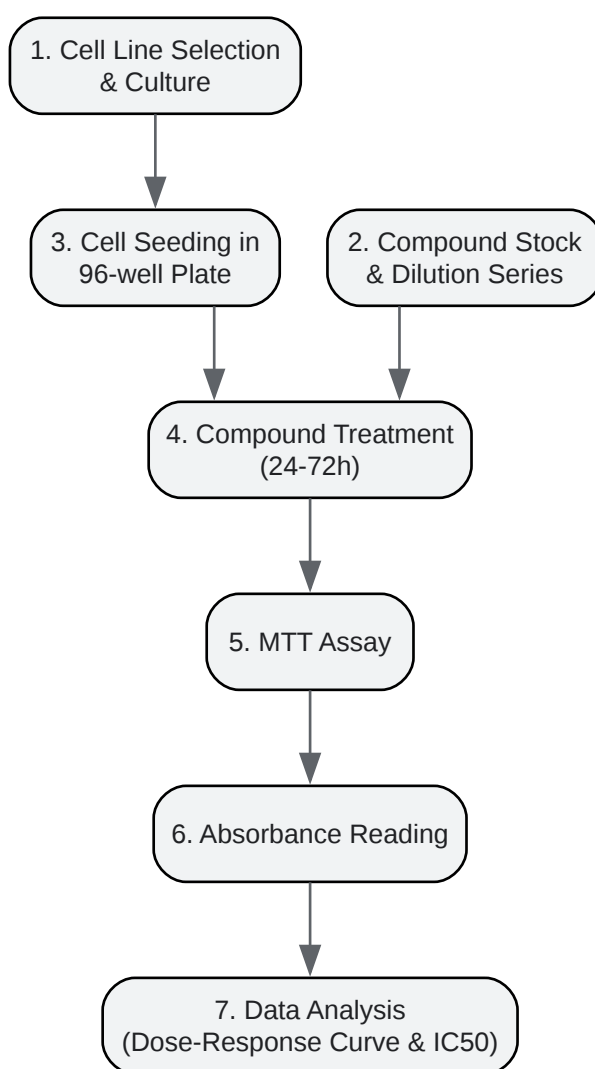 1. Cell Line Selection
& Culture
3. Cell Seeding in
96-well Plate
2. Compound Stock
& Dilution Series
4. Compound Treatment
(24-72h)
5. MTT Assay
6. Absorbance Reading
7. Data Analysis
(Dose-Response Curve & IC50)